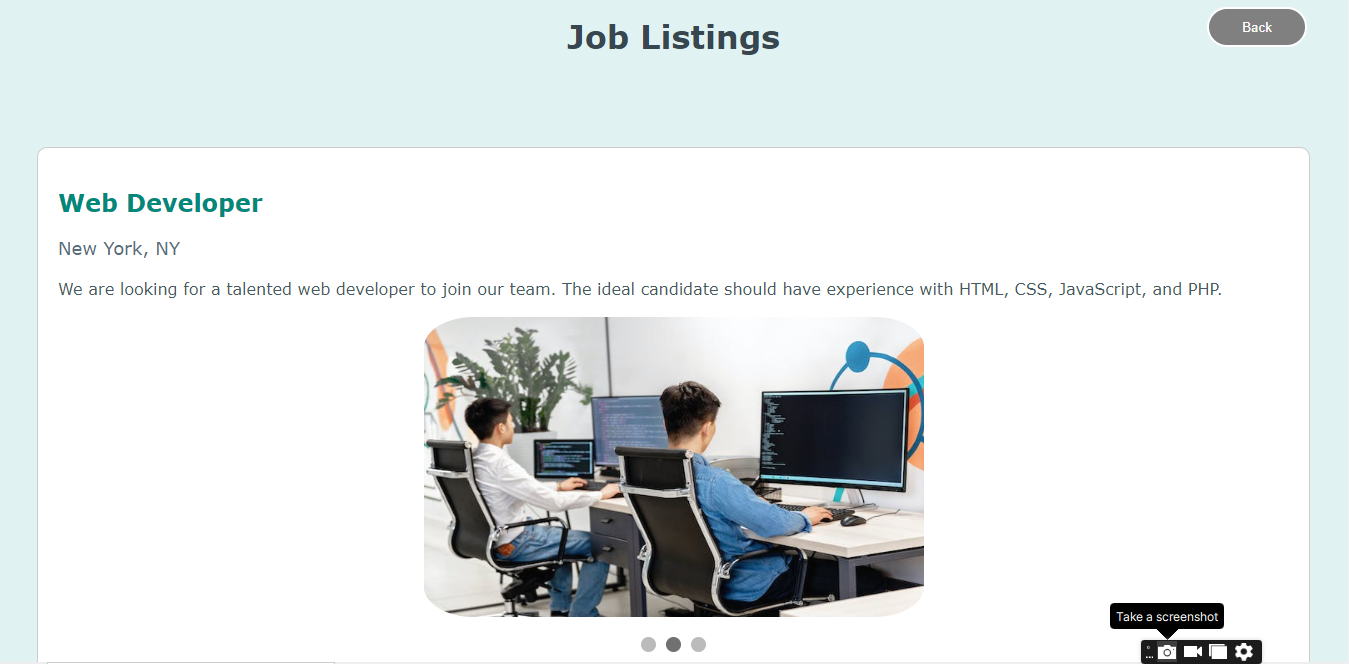 Job Listings
Back
Web Developer
New York, NY
We are looking for a talented web developer to join our team. The ideal candidate should have experience with HTML, CSS, JavaScript, and PHP.
Take a screenshot